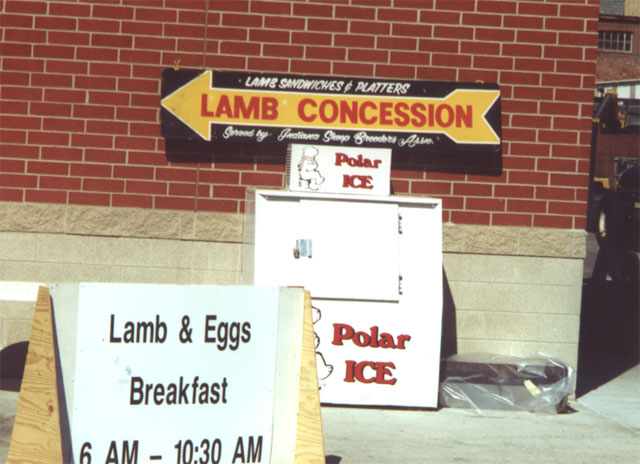 LAMB SANDWICHES & PLATTERS
LAMB CONCESSION
Served by Indiana Sheep Breeders Assn.
Polar
ICE
Polar
ICE
Lamb & Eggs
Breakfast
6 AM – 10:30 AM